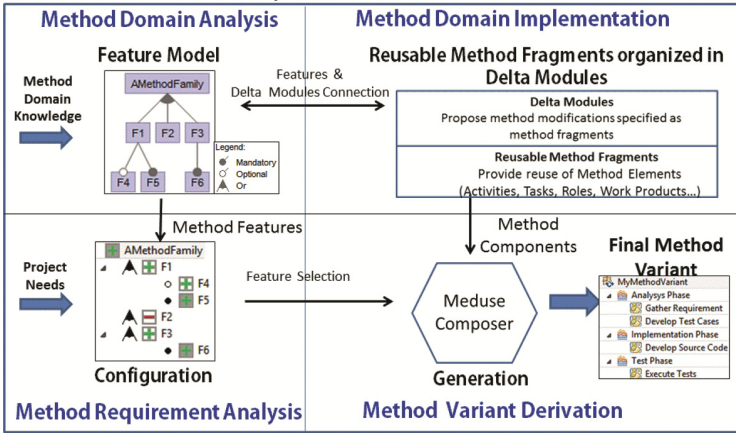 Method Domain Analysis
Method Domain Implementation
Feature Model
Reusable Method Fragments organized in
Delta Modules
Method
Domain
Knowledge
AMethodFamily
F1
F2
F3
F4
F5
F6
Legend:
Mandatory
Optional
Or
Features &
Delta Modules Connection
Delta Modules
Propose method modifications specified as
method fragments
Reusable Method Fragments
Provide reuse of Method Elements
(Activities, Tasks, Roles, Work Products...)
Method Features
Method
Components
Project
Needs
AMethodFamily
F1
F4
F5
F2
F3
F6
Configuration
Feature Selection
Meduse
Composer
Generation
Final Method
Variant
MyMethodVariant
Analysys Phase
Gather Requirement
Develop Test Cases
Implementation Phase
Develop Source Code
Test Phase
Execute Tests
Method Requirement Analysis
Method Variant Derivation